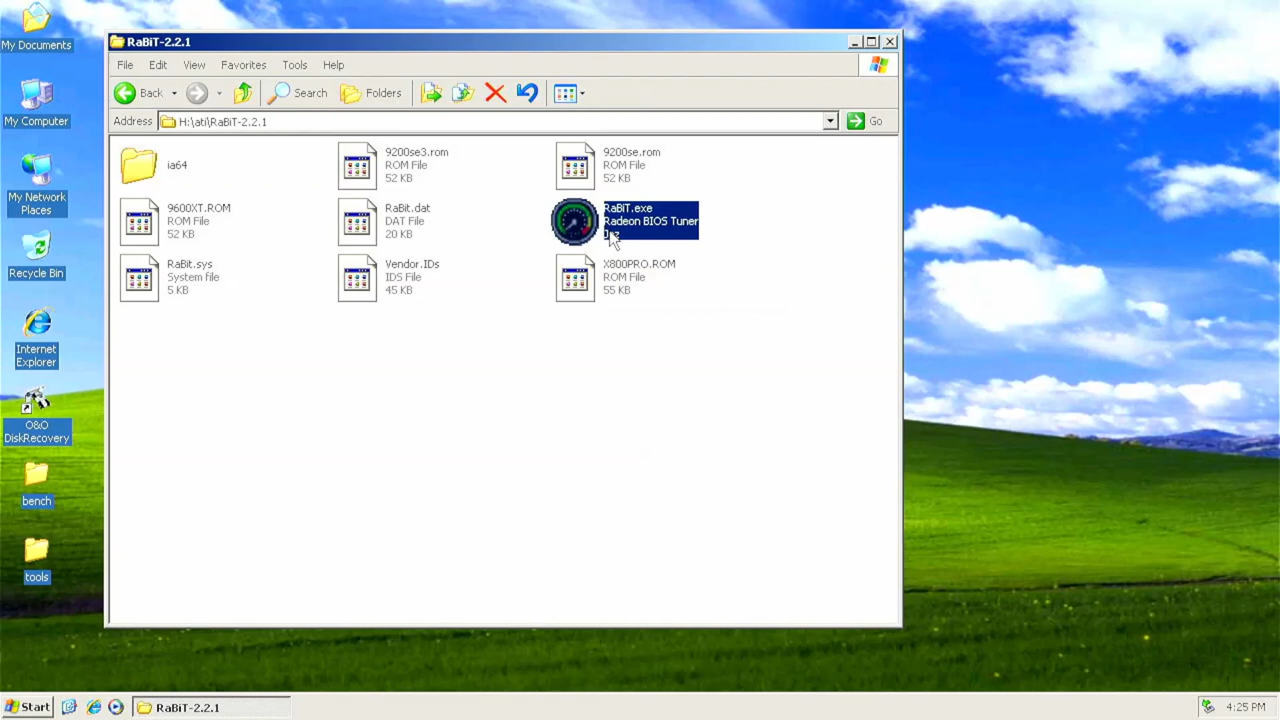 My Documents
My Computer
My Network
Places
Recycle Bin
Internet
Explorer
O&O
DiskRecovery
bench
tools
RaBiT-2.2.1
File Edit View Favorites Tools Help
Back Search Folders
Address H:\ati\RaBiT-2.2.1 Go
ia64
9200se3.rom
ROM File
52 KB
9200se.rom
ROM File
52 KB
9600XT.ROM
ROM File
52 KB
RaBit.dat
DAT File
20 KB
RaBiT.exe
Radeon BIOS Tuner
RaBit.sys
System file
5 KB
Vendor.IDs
IDS File
45 KB
X800PRO.ROM
ROM File
55 KB
Start RaBiT-2.2.1 4:25 PM